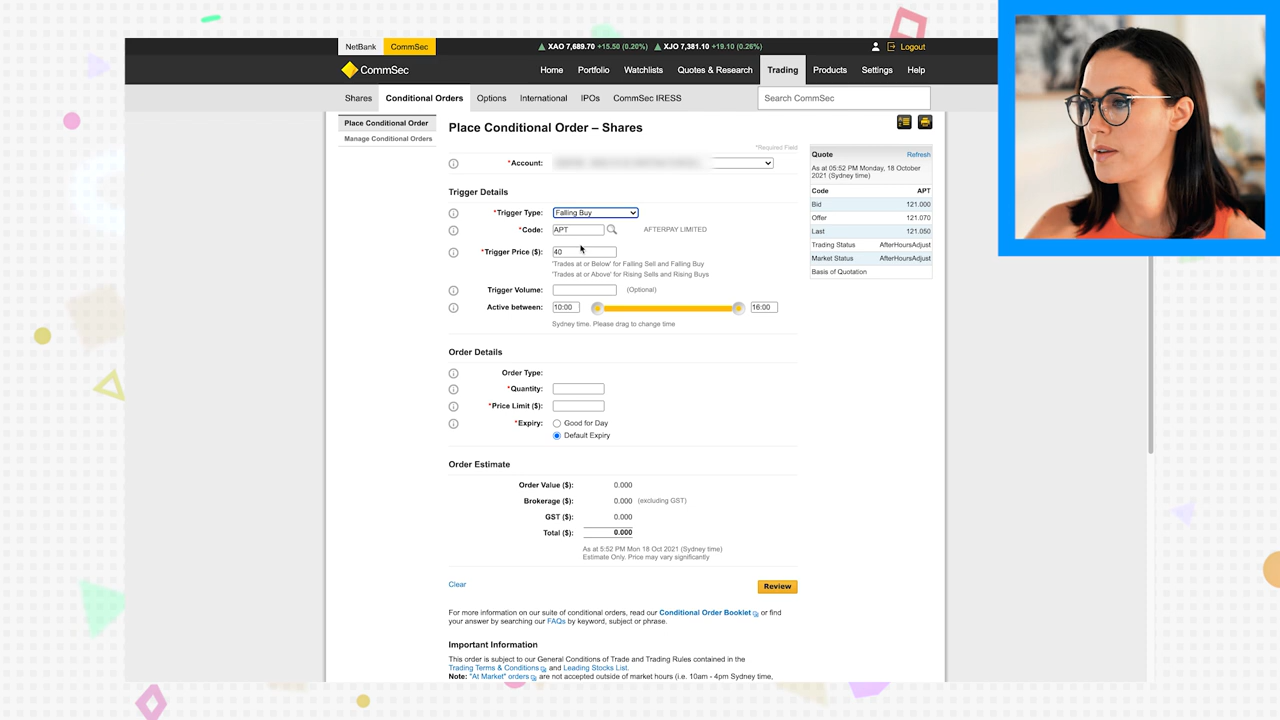 NetBank CommSec XAO 7,689.70 +15.50 (0.20%) XJO 7,381.10 +19.10 (0.26%) Logout
CommSec Home Portfolio Watchlists Quotes & Research Trading Products Settings Help
Shares Conditional Orders Options International IPOs CommSec IRESS Search CommSec
Place Conditional Order
Manage Conditional Orders
Place Conditional Order – Shares
*Required Field
*Account:
Trigger Details
*Trigger Type: Falling Buy
*Code: APT AFTERPAY LIMITED
*Trigger Price ($): 40
'Trades at or Below' for Falling Sell and Falling Buy
'Trades at or Above' for Rising Sells and Rising Buys
Trigger Volume: (Optional)
Active between: 10:00 16:00
Sydney time. Please drag to change time
Order Details
Order Type:
*Quantity:
*Price Limit ($):
*Expiry: Good for Day
Default Expiry
Order Estimate
Order Value ($): 0.000
Brokerage ($): 0.000 (excluding GST)
GST ($): 0.000
Total ($): 0.000
As at 5:52 PM Mon 18 Oct 2021 (Sydney time)
Estimate Only. Price may vary significantly
Clear Review
For more information on our suite of conditional orders, read our Conditional Order Booklet or find
your answer by searching our FAQs by keyword, subject or phrase.
Important Information
This order is subject to our General Conditions of Trade and Trading Rules contained in the
Trading Terms & Conditions and Leading Stocks List.
Note: "At Market" orders are not accepted outside of market hours (i.e. 10am - 4pm Sydney time,
Quote Refresh
As at 05:52 PM Monday, 18 October
2021 (Sydney time)
Code APT
Bid 121.000
Offer 121.070
Last 121.050
Trading Status AfterHoursAdjust
Market Status AfterHoursAdjust
Basis of Quotation